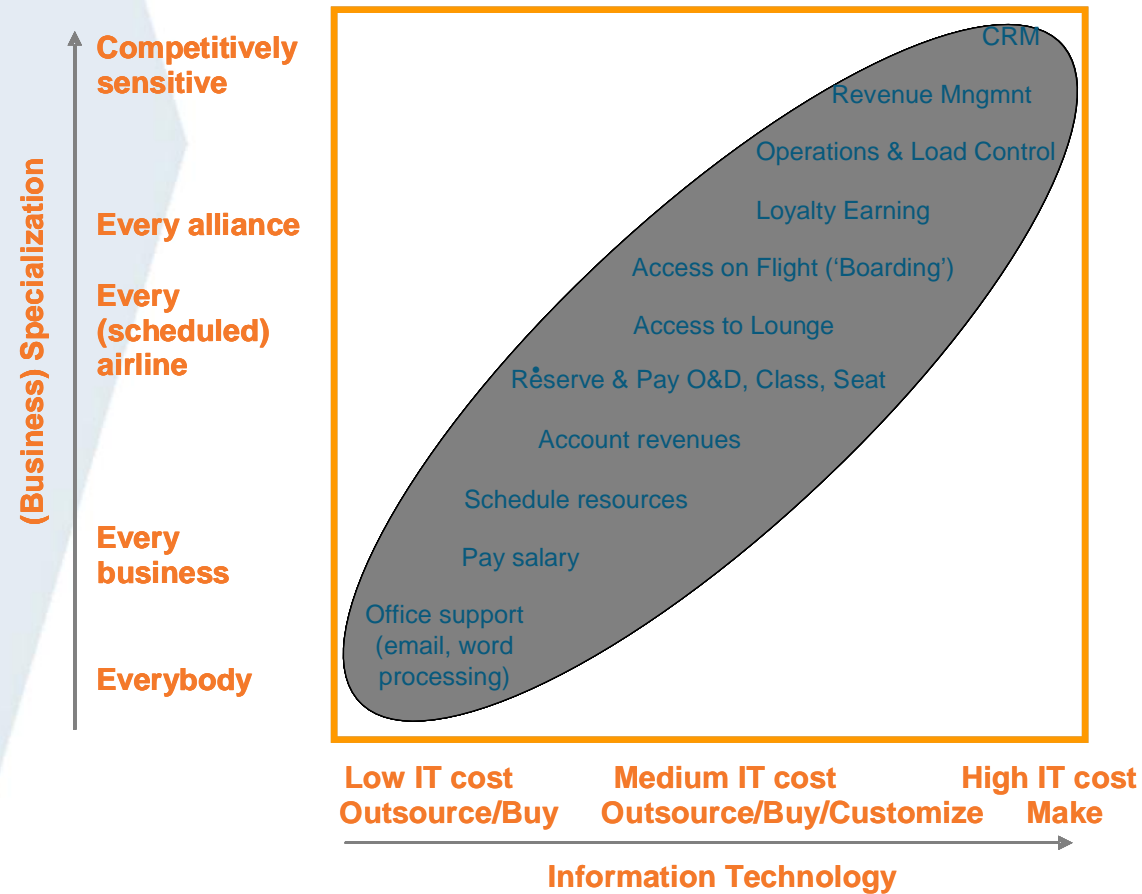 Competitively
sensitive
Every alliance
Every
(scheduled)
airline
Every
business
Everybody
(Business) Specialization
CRM
Revenue Mngmnt
Operations & Load Control
Loyalty Earning
Access on Flight (‘Boarding’)
Access to Lounge
Reserve & Pay O&D, Class, Seat
Account revenues
Schedule resources
Pay salary
Office support
(email, word
processing)
Low IT cost
Outsource/Buy
Medium IT cost
Outsource/Buy/Customize
High IT cost
Make
Information Technology